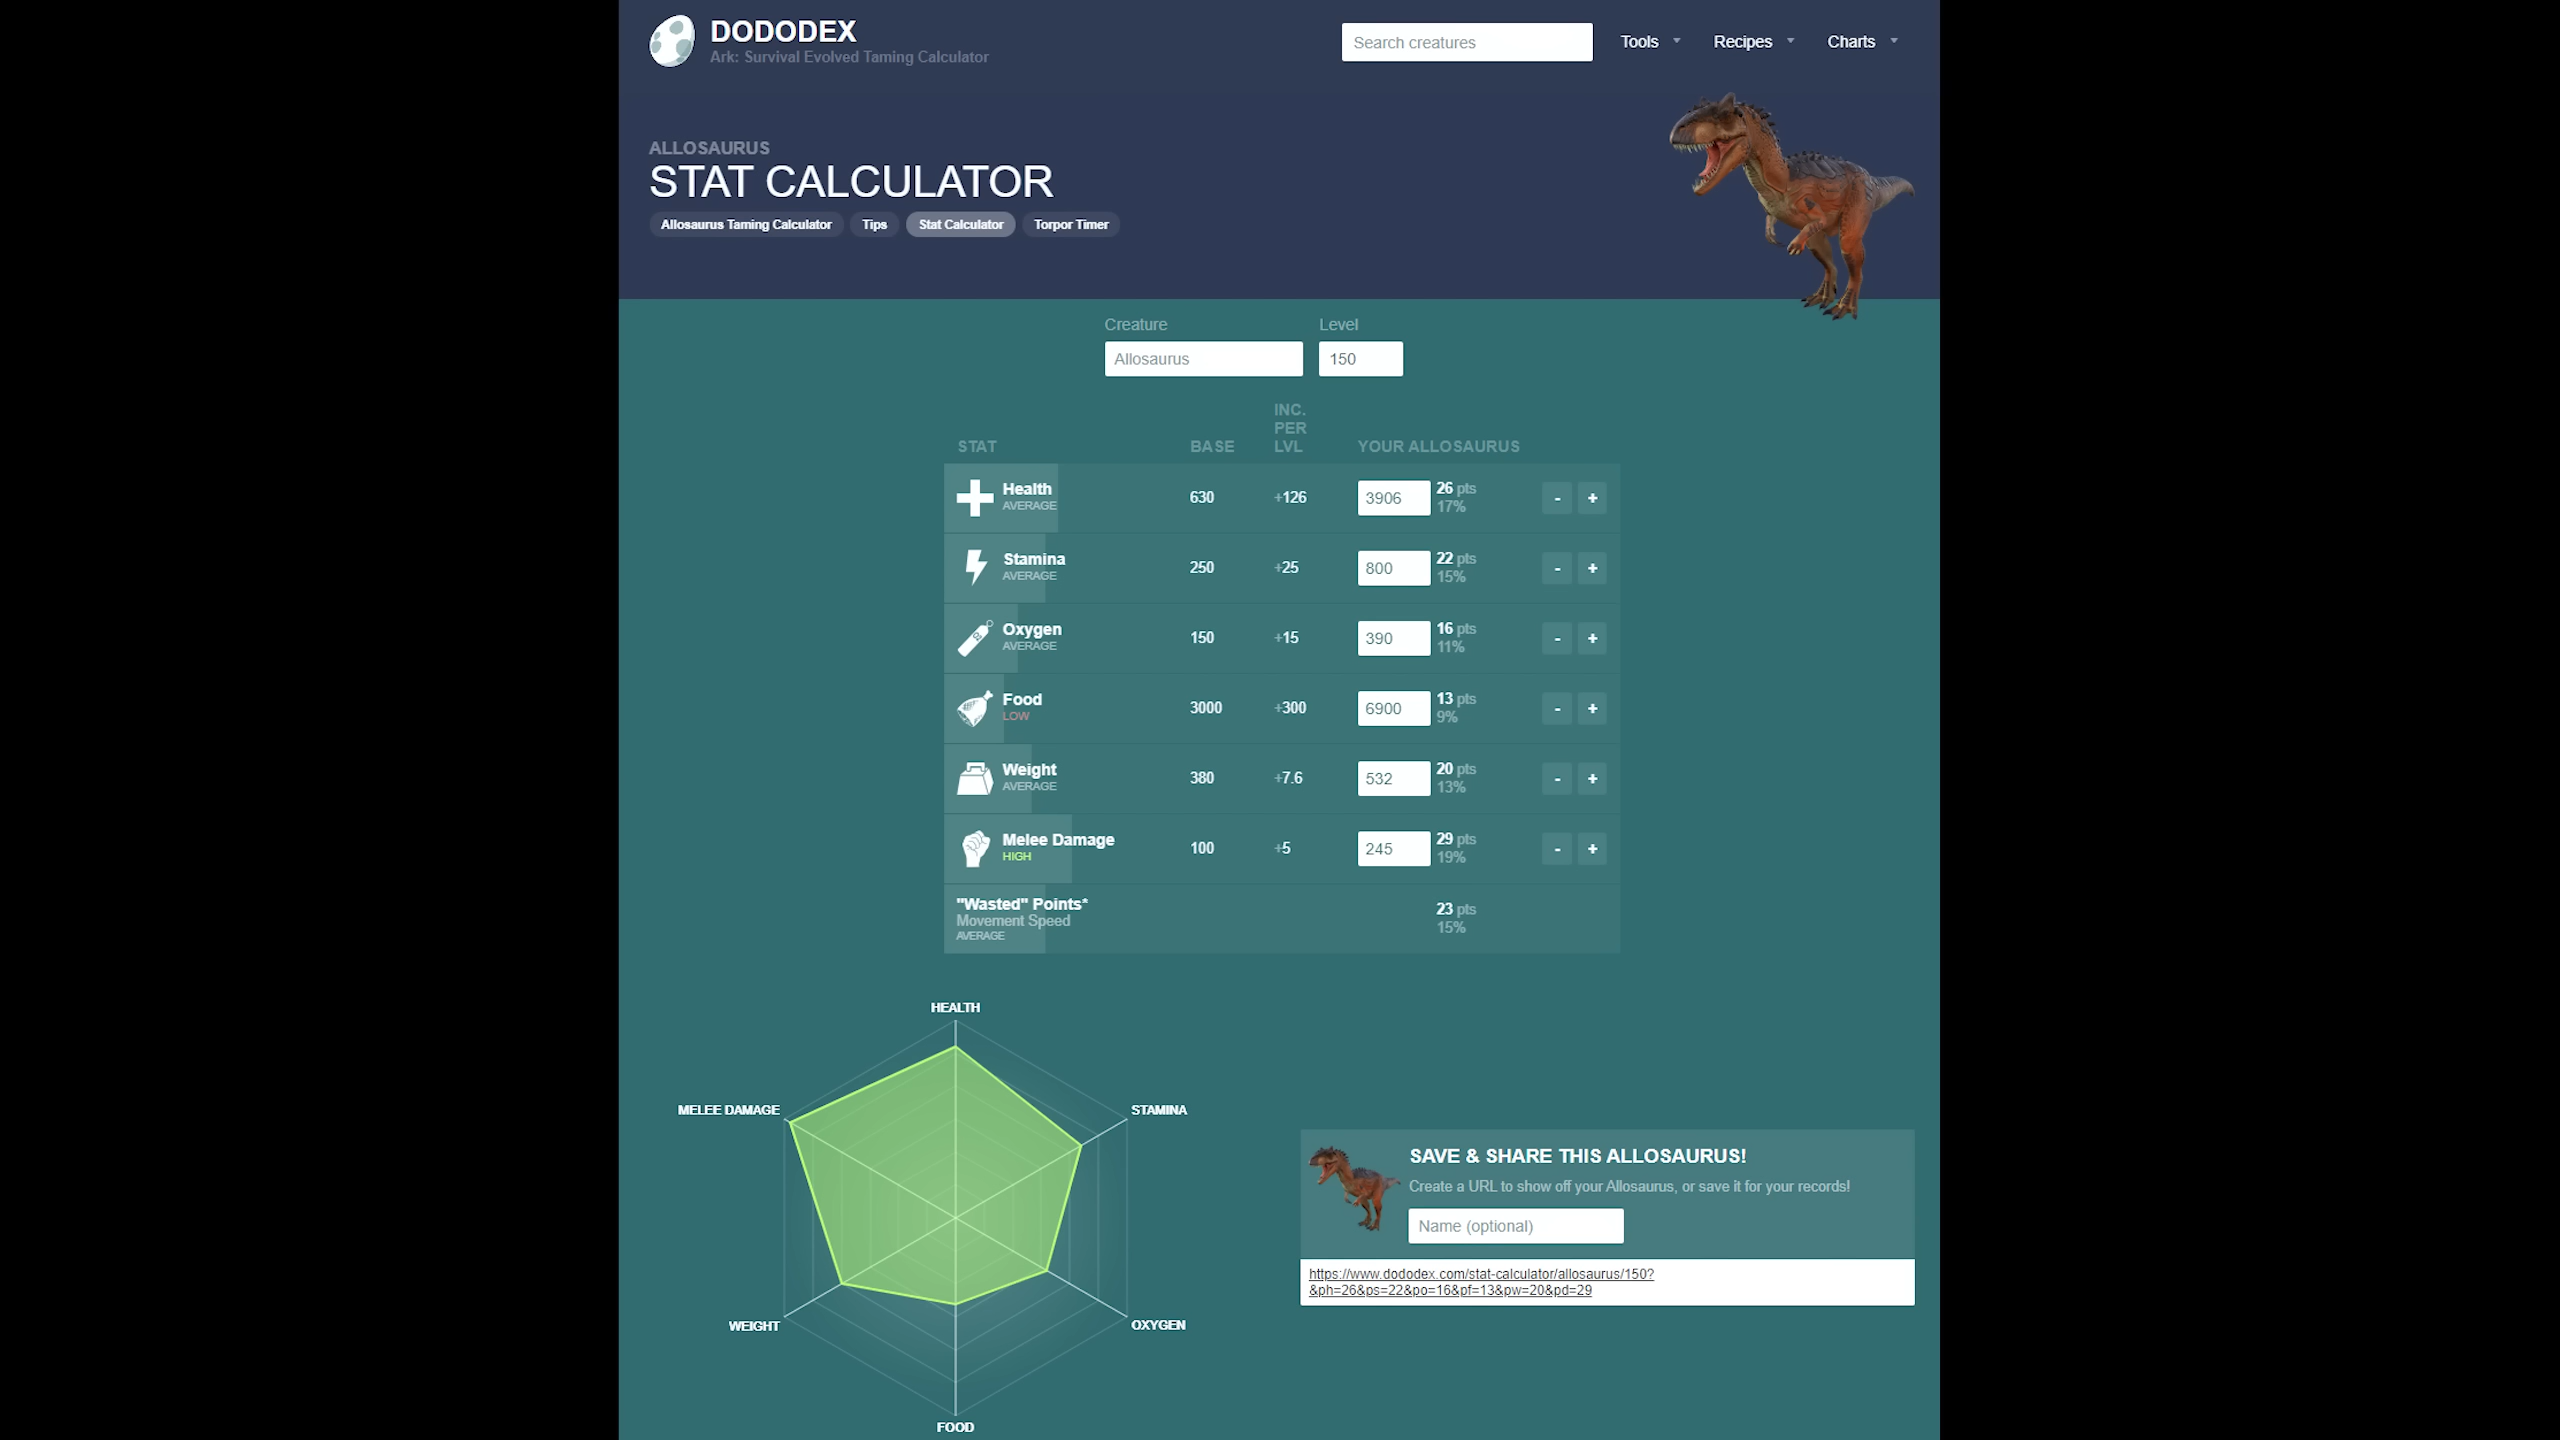 DODODEX
Ark: Survival Evolved Taming Calculator
Search creatures
Tools
Recipes
Charts
ALLOSAURUS
STAT CALCULATOR
Allosaurus Taming Calculator
Tips
Stat Calculator
Torpor Timer
Creature
Level
Allosaurus
150
STAT
BASE
INC.
PER
LVL
YOUR ALLOSAURUS
Health
AVERAGE
630
+126
3906
26 pts
17%
-
+
Stamina
AVERAGE
250
+25
800
22 pts
15%
-
+
Oxygen
AVERAGE
150
+15
390
16 pts
11%
-
+
Food
LOW
3000
+300
6900
13 pts
9%
-
+
Weight
AVERAGE
380
+7.6
532
20 pts
13%
-
+
Melee Damage
HIGH
100
+5
245
29 pts
19%
-
+
"Wasted" Points*
Movement Speed
AVERAGE
23 pts
15%
HEALTH
MELEE DAMAGE
STAMINA
WEIGHT
OXYGEN
FOOD
SAVE & SHARE THIS ALLOSAURUS!
Create a URL to show off your Allosaurus, or save it for your records!
Name (optional)
https://www.dododex.com/stat-calculator/allosaurus/150?
&ph=26&ps=22&po=16&pf=13&pw=20&pd=29